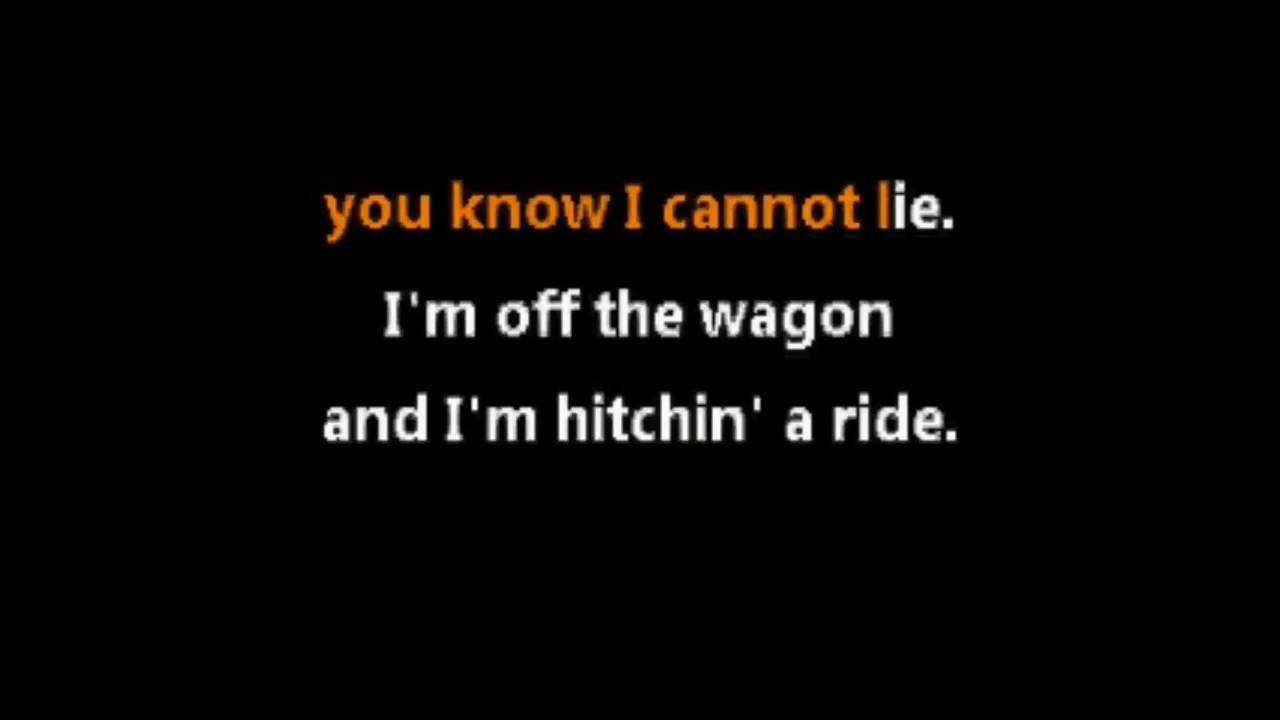 you know I cannot lie.
I'm off the wagon
and I'm hitchin' a ride.